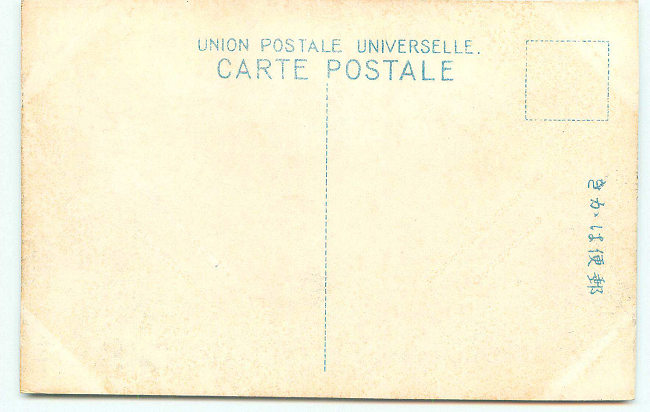 UNION POSTALE UNIVERSELLE.
CARTE POSTALE
郵便はかき